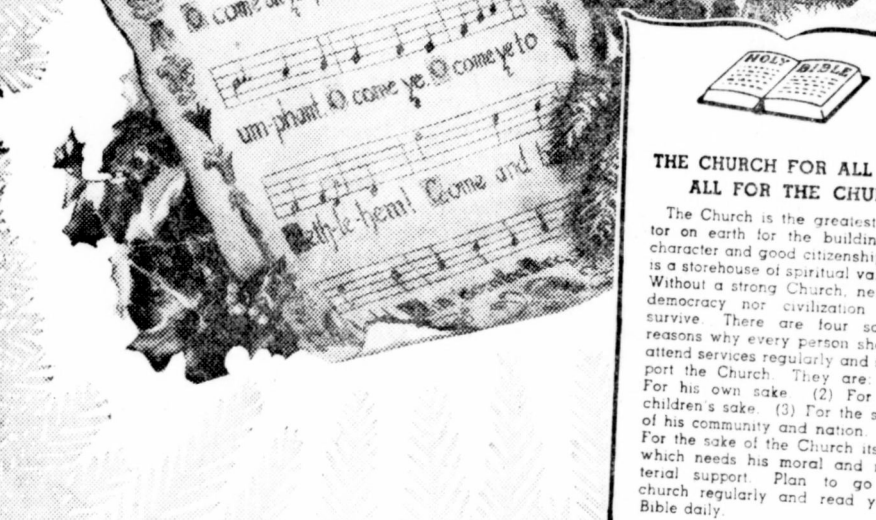 O come all
um-phant. O come ye O come ye to
Beth-le-hem! Come and
HOLY BIBLE
THE CHURCH FOR ALL
ALL FOR THE CHU
The Church is the greatest
tor on earth for the buildin
character and good citizenshi
is a storehouse of spiritual va
Without a strong Church, ne
democracy nor civilization
survive. There are four so
reasons why every person sh
attend services regularly and
port the Church. They are:
For his own sake (2) For
children's sake. (3) For the s
of his community and nation.
For the sake of the Church its
which needs his moral and
terial support. Plan to go
church regularly and read y
Bible daily.